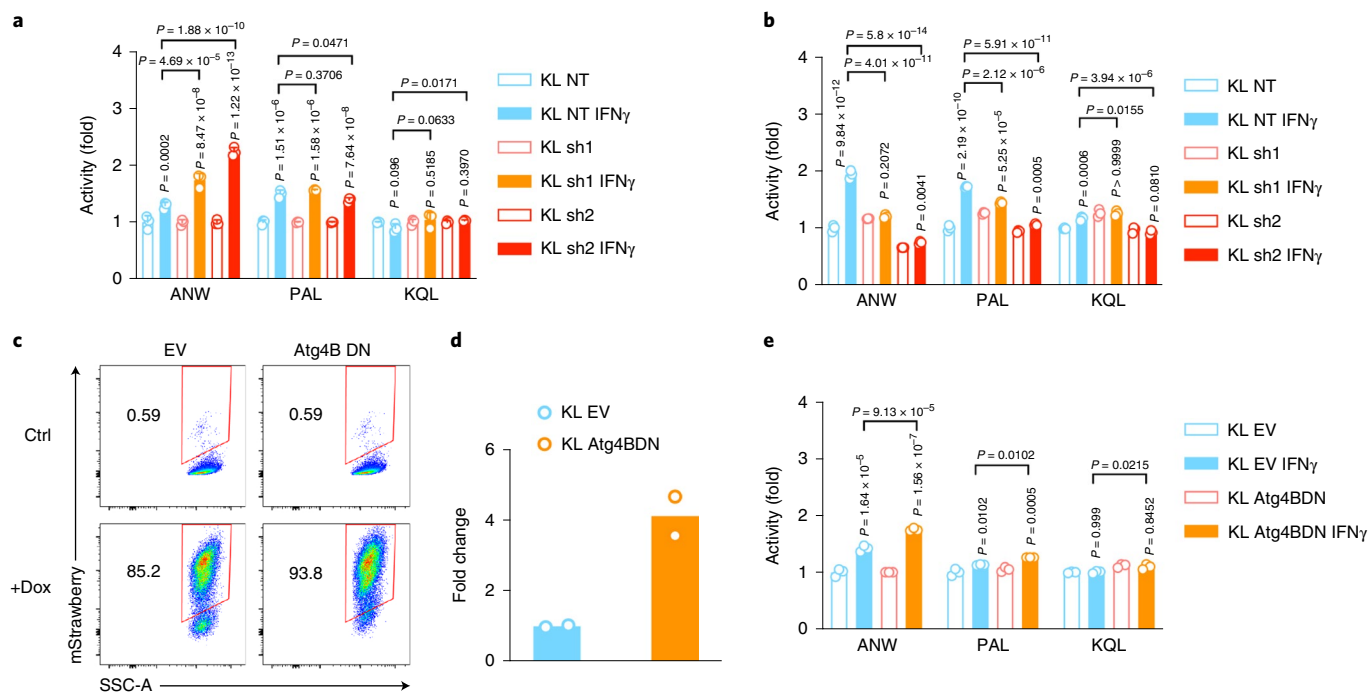 a
P = 1.88 × 10⁻¹⁰
P = 4.69 × 10⁻⁵
P = 0.0471
P = 0.3706
P = 0.0171
P = 0.0633
P = 0.0002
P = 8.47 × 10⁻⁸
P = 1.22 × 10⁻¹³
P = 1.51 × 10⁻⁶
P = 1.58 × 10⁻⁶
P = 7.64 × 10⁻⁸
P = 0.096
P = 0.5185
P = 0.3970
Activity (fold)
4
3
2
1
0
ANW PAL KQL
KL NT
KL NT IFNγ
KL sh1
KL sh1 IFNγ
KL sh2
KL sh2 IFNγ
b
P = 5.8 × 10⁻¹⁴
P = 4.01 × 10⁻¹¹
P = 5.91 × 10⁻¹¹
P = 2.12 × 10⁻⁶
P = 3.94 × 10⁻⁶
P = 0.0155
P = 9.84 × 10⁻¹²
P = 0.2072
P = 0.0041
P = 2.19 × 10⁻¹⁰
P = 5.25 × 10⁻⁵
P = 0.0005
P = 0.0006
P > 0.9999
P = 0.0810
Activity (fold)
4
3
2
1
0
ANW PAL KQL
KL NT
KL NT IFNγ
KL sh1
KL sh1 IFNγ
KL sh2
KL sh2 IFNγ
c
EV Atg4B DN
Ctrl
0.59
0.59
+Dox
85.2
93.8
mStrawberry
SSC-A
d
KL EV
KL Atg4BDN
Fold change
6
4
2
0
e
P = 9.13 × 10⁻⁵
P = 0.0102
P = 0.0215
P = 1.64 × 10⁻⁵
P = 1.56 × 10⁻⁷
P = 0.0102
P = 0.0005
P = 0.999
P = 0.8452
Activity (fold)
4
3
2
1
0
ANW PAL KQL
KL EV
KL EV IFNγ
KL Atg4BDN
KL Atg4BDN IFNγ